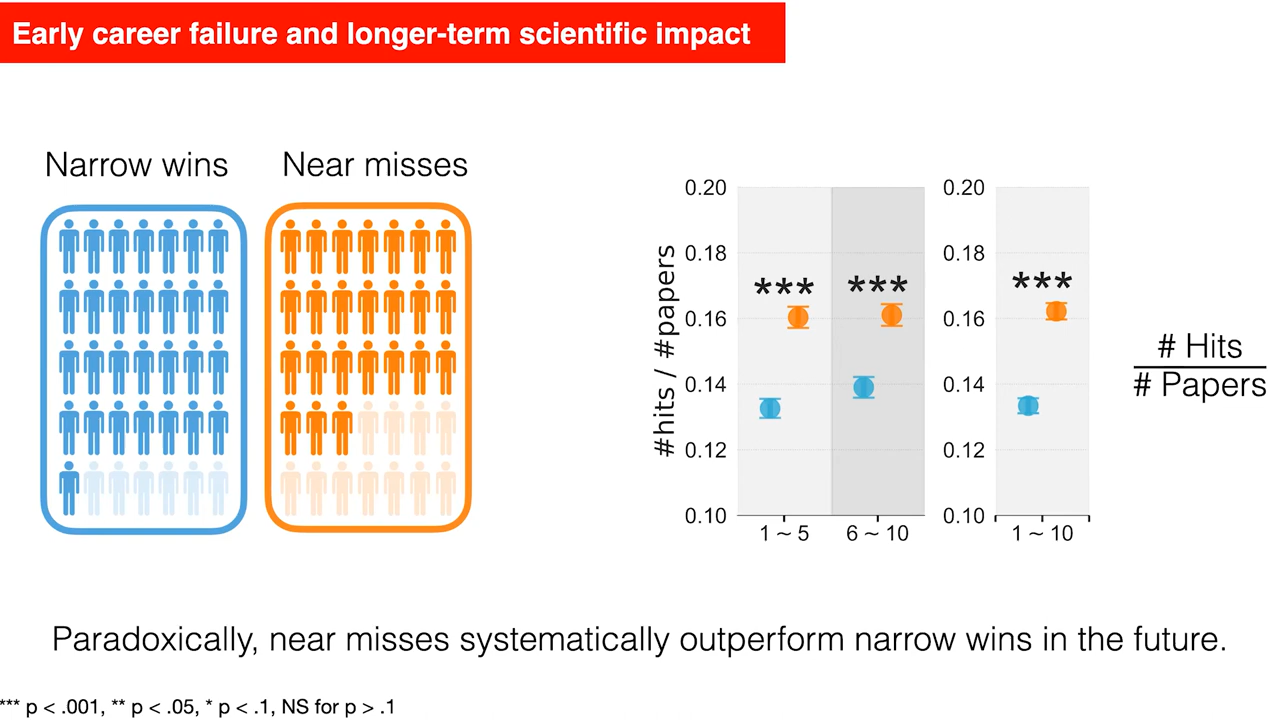 Early career failure and longer-term scientific impact
Narrow wins
Near misses
#hits / #papers
0.20
0.18
0.16
0.14
0.12
0.10
***
***
1 ~ 5
6 ~ 10
0.20
0.18
0.16
0.14
0.12
0.10
***
1 ~ 10
# Hits
# Papers
Paradoxically, near misses systematically outperform narrow wins in the future.
*** p < .001, ** p < .05, * p < .1, NS for p > .1